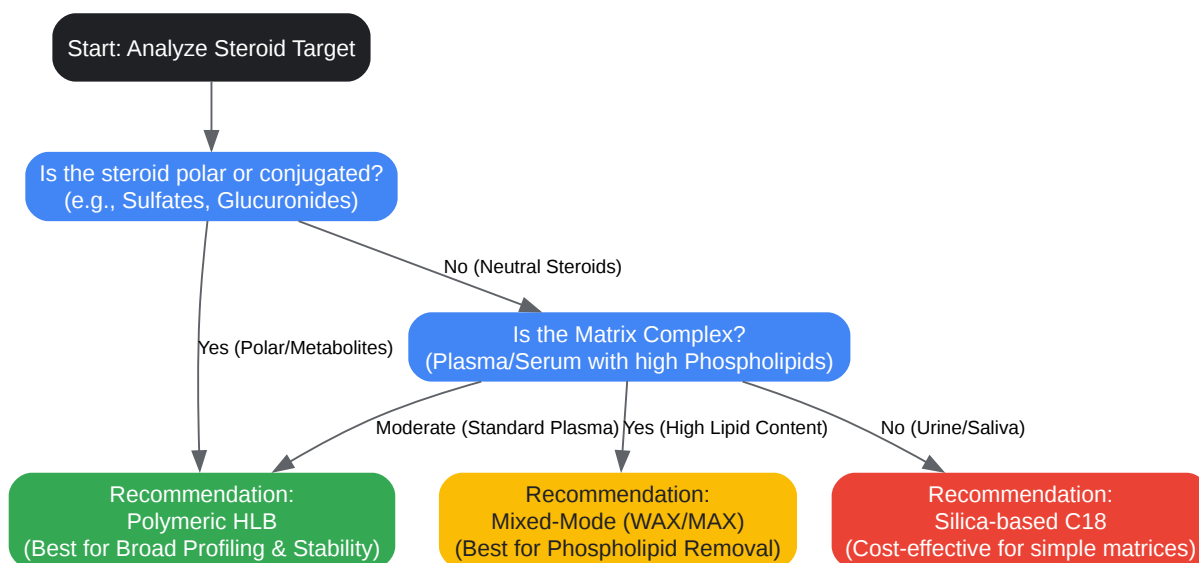 Start: Analyze Steroid Target
Is the steroid polar or conjugated?
(e.g., Sulfates, Glucuronides)
No (Neutral Steroids)
Yes (Polar/Metabolites)
Is the Matrix Complex?
(Plasma/Serum with high Phospholipids)
Moderate (Standard Plasma)
Yes (High Lipid Content)
No (Urine/Saliva)
Recommendation:
Polymeric HLB
(Best for Broad Profiling & Stability)
Recommendation:
Mixed-Mode (WAX/MAX)
(Best for Phospholipid Removal)
Recommendation:
Silica-based C18
(Cost-effective for simple matrices)